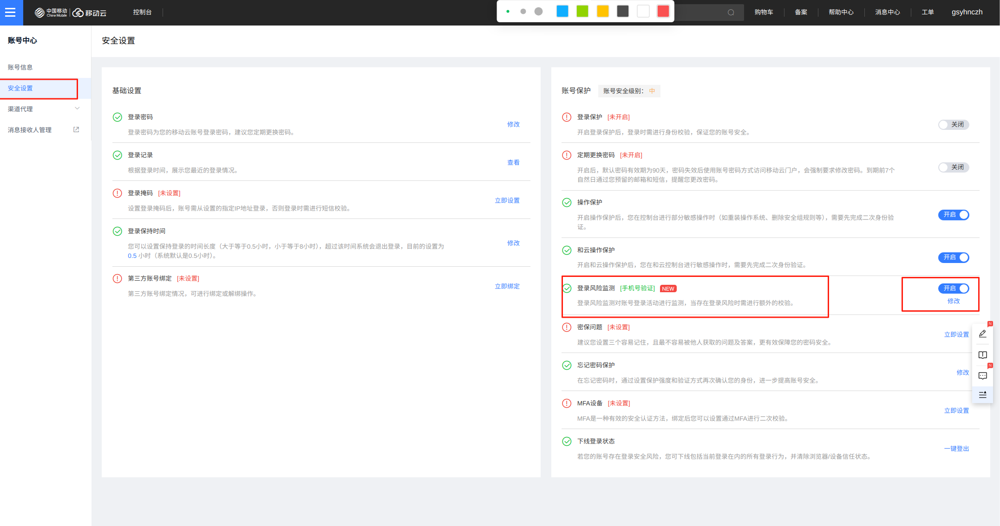 中国移动
China Mobile
移动云
控制台
购物车
备案
帮助中心
消息中心
工单
gsyhnczh
账号中心
账号信息
安全设置
渠道代理
消息接收人管理
安全设置
基础设置
登录密码
登录密码为您的移动云账号登录密码，建议您定期更换密码。
修改
登录记录
根据登录时间，展示您最近的登录情况。
查看
登录掩码 [未设置]
设置登录掩码后，账号需从设置的指定IP地址登录，否则登录时需进行短信校验。
立即设置
登录保持时间
您可以设置保持登录的时间长度（大于等于0.5小时，小于等于8小时），超过该时间系统会退出登录，目前的设置为
0.5 小时（系统默认是0.5小时）。
修改
第三方账号绑定 [未设置]
第三方账号绑定情况，可进行绑定或解绑操作。
立即绑定
账号保护 账号安全级别： 中
登录保护 [未开启]
开启登录保护后，登录时需进行身份校验，保证您的账号安全。
关闭
定期更换密码 [未开启]
开启后，默认密码有效期为90天，密码失效后使用账号密码方式访问移动云门户，会强制要求修改密码。到期前7个
自然日通过您预留的邮箱和短信，提醒您更改密码。
关闭
操作保护
开启操作保护后，您在控制台进行部分敏感操作时（如重装操作系统、删除安全组规则等），需要先完成二次身份验
证。
开启
和云操作保护
开启和云操作保护后，您在和云控制台进行敏感操作时，需要先完成二次身份验证。
开启
登录风险监测 [手机号验证] NEW
登录风险监测对账号登录活动进行监测，当存在登录风险时需进行额外的校验。
开启
修改
密保问题 [未设置]
建议您设置三个容易记住，且最不容易被他人获取的问题及答案，更有效保障您的密码安全。
立即设置
忘记密码保护
在忘记密码时，通过设置保护强度和验证方式再次确认您的身份，进一步提高账号安全。
修改
MFA设备 [未设置]
MFA是一种有效的安全认证方法，绑定后您可以设置通过MFA进行二次校验。
立即设置
下线登录状态
若您的账号存在登录安全风险，您可下线包括当前登录在内的所有登录行为，并清除浏览器/设备信任状态。
一键登出
N
N